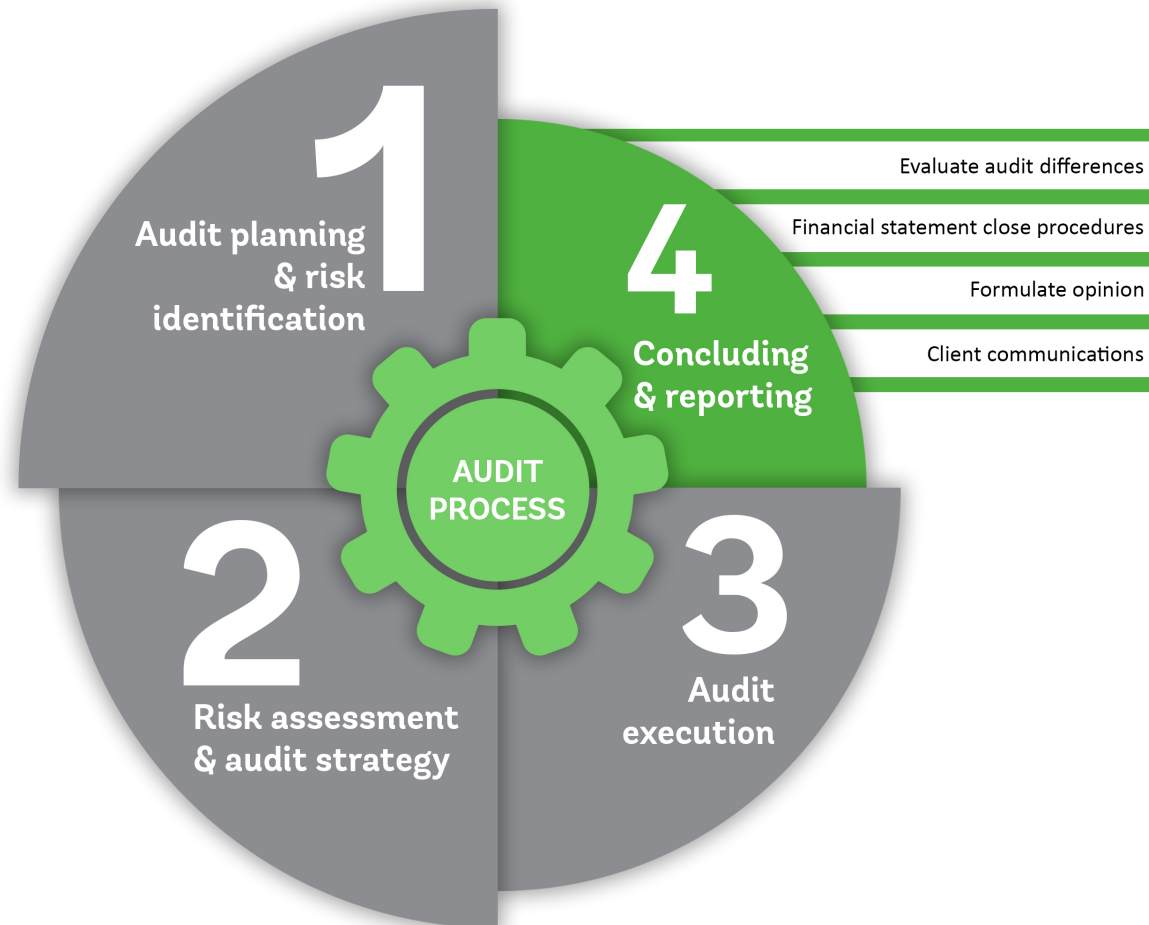 1
Audit planning
& risk
identification
4
Concluding
& reporting
Evaluate audit differences
Financial statement close procedures
Formulate opinion
Client communications
AUDIT
PROCESS
2
Risk assessment
& audit strategy
3
Audit
execution